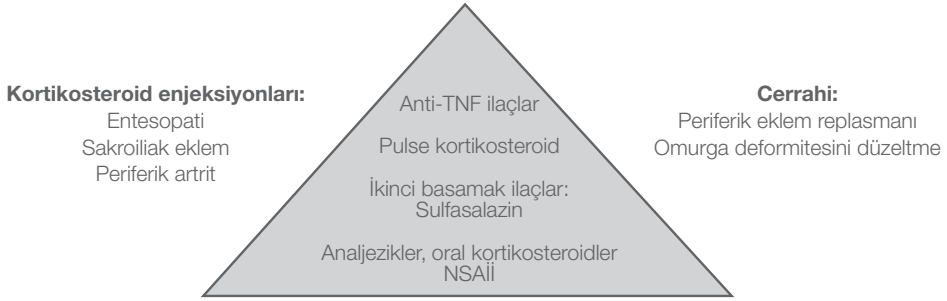 Kortikosteroid enjeksiyonları:
Entesopati
Sakroiliak eklem
Periferik artrit
Anti-TNF ilaçlar
Pulse kortikosteroid
İkinci basamak ilaçlar:
Sulfasalazin
Analjezikler, oral kortikosteroidler
NSAİİ
Cerrahi:
Periferik eklem replasmanı
Omurga deformitesini düzeltme